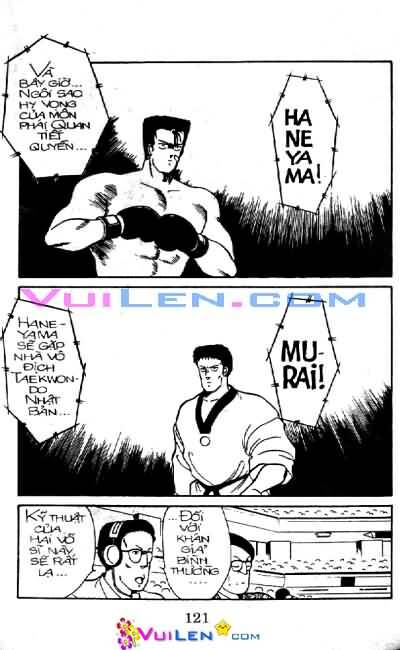 VÀ
BÂY GIỜ...
NGÔI SAO
HY VỌNG
CỦA MÔN
PHÁI QUAN
TIẾT
QUYỀN...
HA
NE
YA
MA!
VUILEN.COM
HANE-
YAMA
SẼ GẶP
NHÀ VÔ
ĐỊCH
TAEKWON-
DO
NHẬT
BẢN...
MU-
RAI!
KỸ THUẬT
CỦA
HAI VÕ
SĨ NÀY
SẼ RẤT
LẠ...
...ĐỐI
VỚI
KHÁN
GIẢ
BÌNH
THƯỜNG
....
121
VUILEN.COM